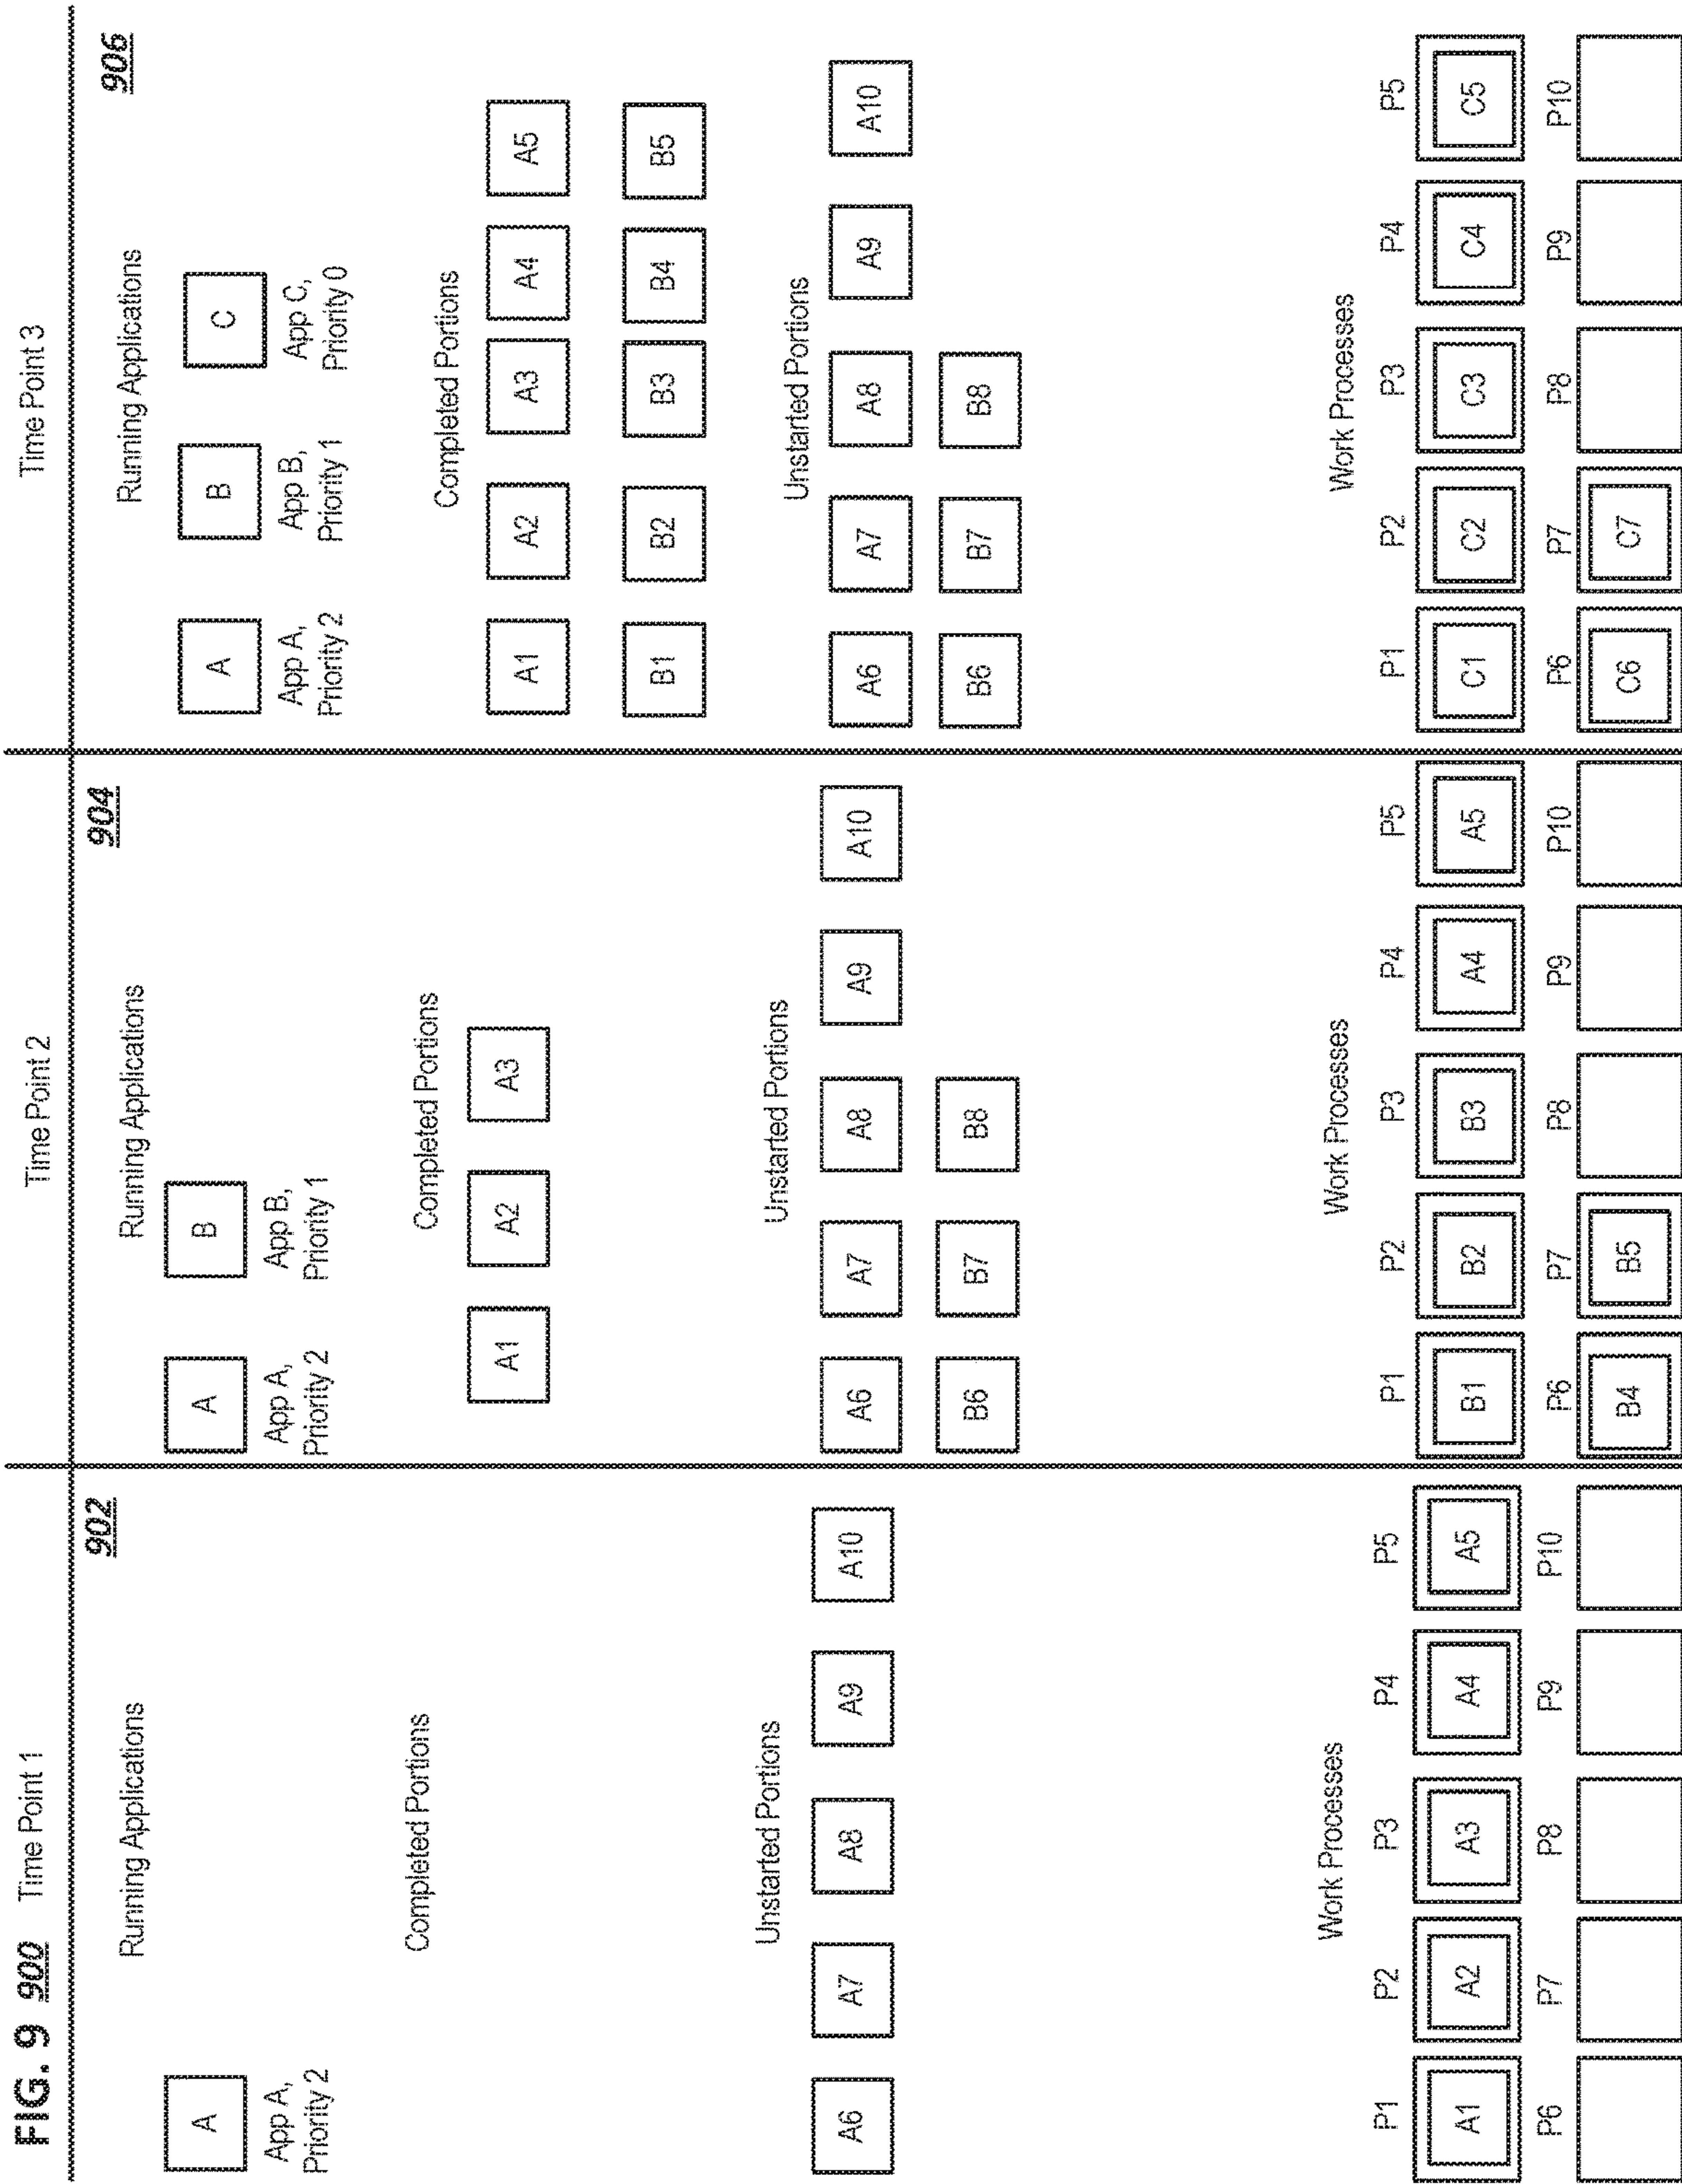 FIG. 9 900
Time Point 1
902
Running Applications
A
App A,
Priority 2
Completed Portions
Unstarted Portions
A6 A7 A8 A9 A10
Work Processes
P1 P2 P3 P4 P5
A1 A2 A3 A4 A5
P6 P7 P8 P9 P10
Time Point 2
904
Running Applications
A B
App A, App B,
Priority 2 Priority 1
Completed Portions
A1 A2 A3
Unstarted Portions
A6 A7 A8 A9 A10
B6 B7 B8
Work Processes
P1 P2 P3 P4 P5
B1 B2 B3 A4 A5
P6 P7 P8 P9 P10
B4 B5
Time Point 3
906
Running Applications
A B C
App A, App B, App C,
Priority 2 Priority 1 Priority 0
Completed Portions
A1 A2 A3 A4 A5
B1 B2 B3 B4 B5
Unstarted Portions
A6 A7 A8 A9 A10
B6 B7 B8
Work Processes
P1 P2 P3 P4 P5
C1 C2 C3 C4 C5
P6 P7 P8 P9 P10
C6 C7